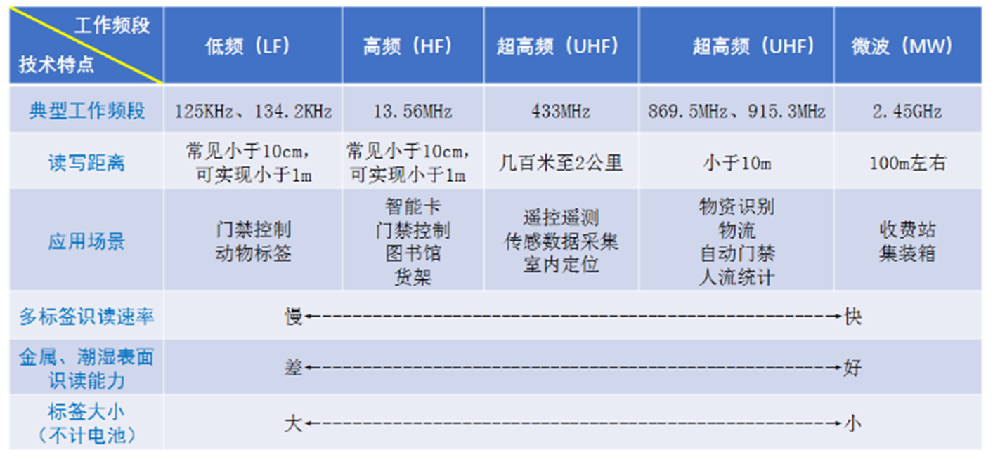 工作频段
技术特点
低频（LF）
高频（HF）
超高频（UHF）
超高频（UHF）
微波（MW）
典型工作频段
125KHz、134.2KHz
13.56MHz
433MHz
869.5MHz、915.3MHz
2.45GHz
读写距离
常见小于10cm，
可实现小于1m
常见小于10cm，
可实现小于1m
几百米至2公里
小于10m
100m左右
应用场景
门禁控制
动物标签
智能卡
门禁控制
图书馆
货架
遥控遥测
传感数据采集
室内定位
物资识别
物流
自动门禁
人流统计
收费站
集装箱
多标签识读速率
慢
快
金属、潮湿表面
识读能力
差
好
标签大小
（不计电池）
大
小